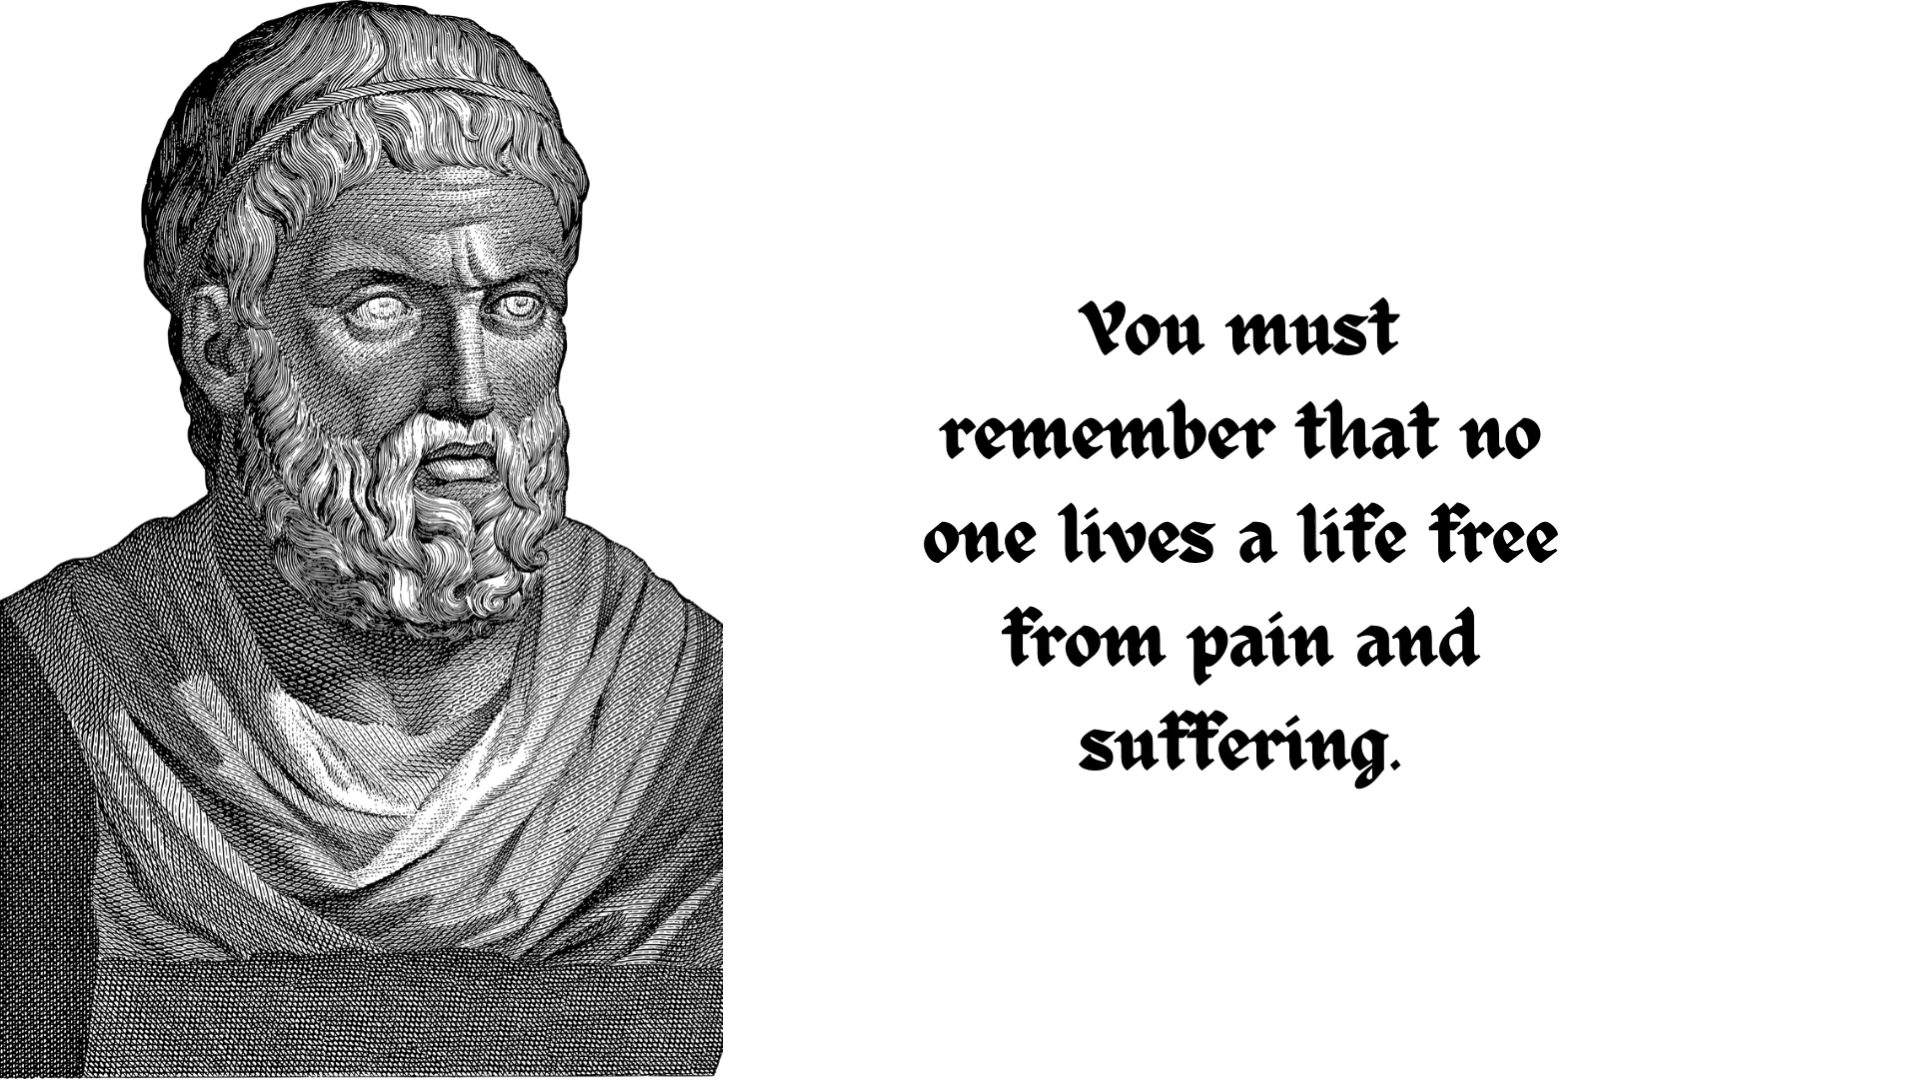 You must
remember that no
one lives a life free
from pain and
suffering.